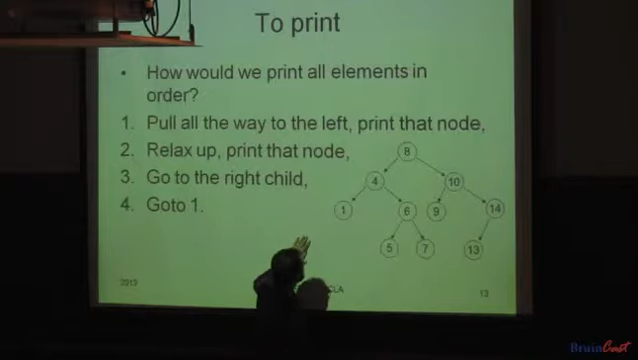 To print
• How would we print all elements in
order?
1. Pull all the way to the left, print that node,
2. Relax up, print that node,
3. Go to the right child,
4. Goto 1.
8
4
10
1
6
9
14
5
7
13
2012
CLA
13
BruinCast